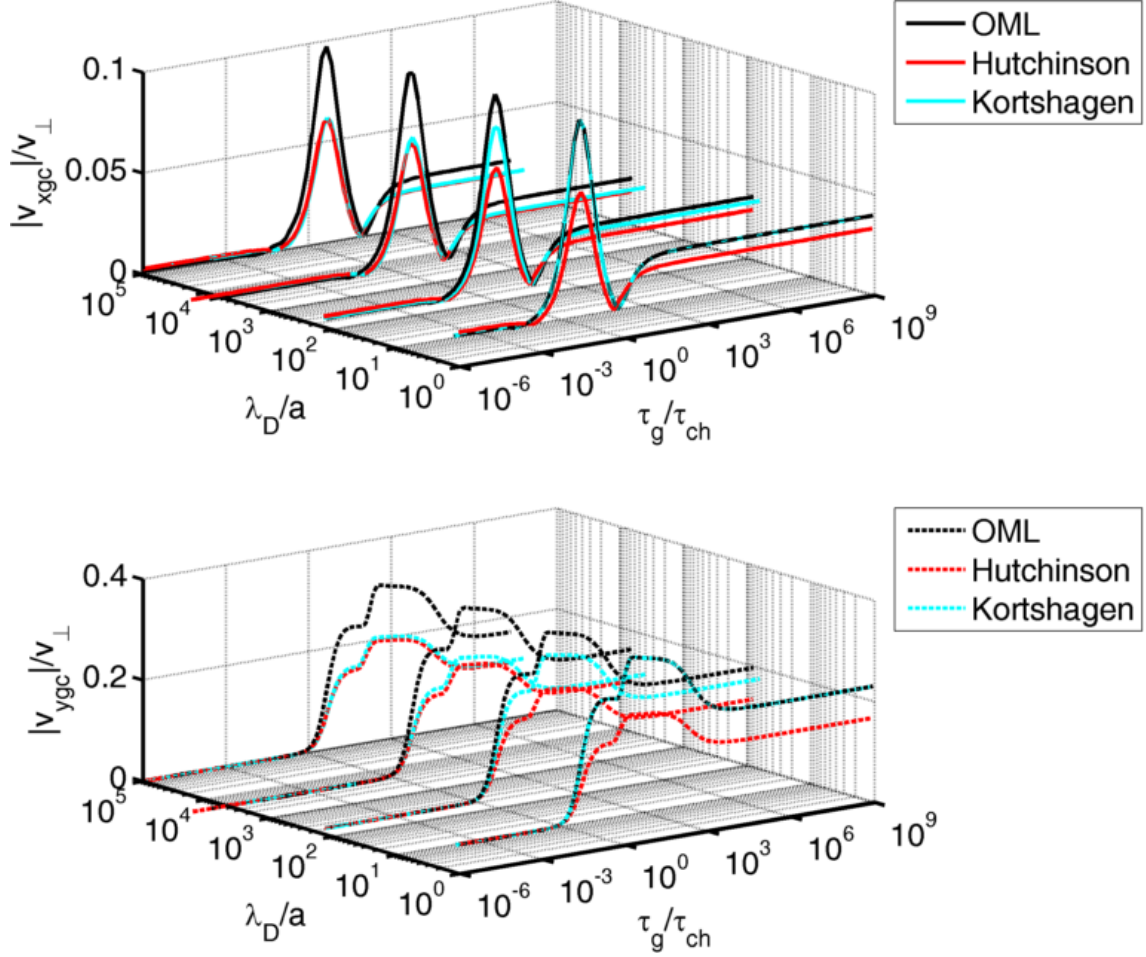 OML
Hutchinson
Kortshagen
|v_xgc|/v_⊥
0.1
0.05
0
10^5
10^4
10^3
10^2
10^1
10^0
λ_D/a
10^-6
10^-3
10^0
10^3
10^6
10^9
τ_g/τ_ch
OML
Hutchinson
Kortshagen
|v_ygc|/v_⊥
0.4
0.2
0
10^5
10^4
10^3
10^2
10^1
10^0
λ_D/a
10^-6
10^-3
10^0
10^3
10^6
10^9
τ_g/τ_ch